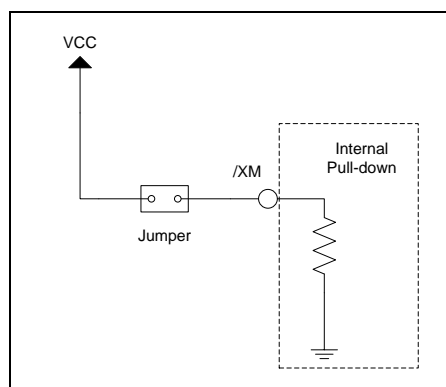 VCC
Internal
Pull-down
/XM
Jumper